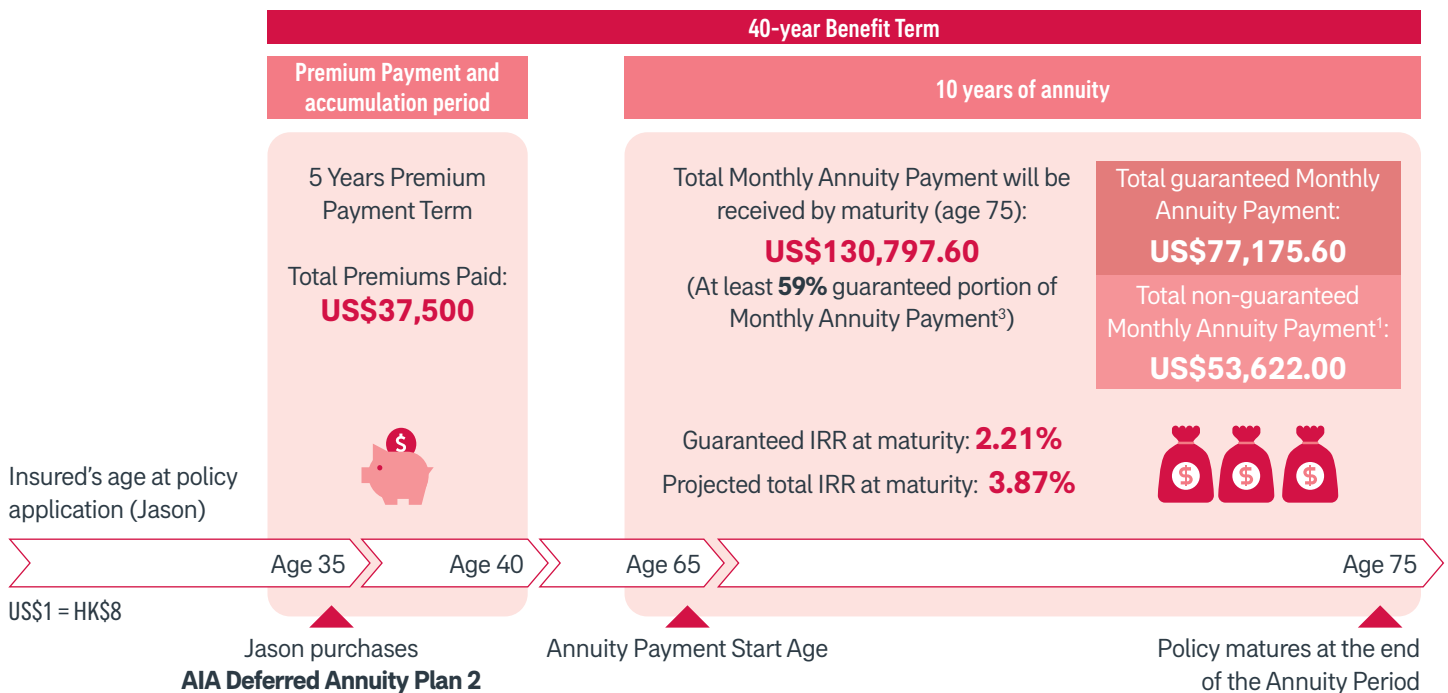 40-year Benefit Term
Premium Payment and
accumulation period
10 years of annuity
5 Years Premium
Payment Term
Total Premiums Paid:
US$37,500
Total Monthly Annuity Payment will be
received by maturity (age 75):
US$130,797.60
(At least 59% guaranteed portion of
Monthly Annuity Payment³)
Total guaranteed Monthly
Annuity Payment:
US$77,175.60
Total non-guaranteed
Monthly Annuity Payment¹:
US$53,622.00
Guaranteed IRR at maturity: 2.21%
Projected total IRR at maturity: 3.87%
$
$ $ $
Insured's age at policy
application (Jason)
Age 35
Age 40
Age 65
Age 75
US$1 = HK$8
Jason purchases
AIA Deferred Annuity Plan 2
Annuity Payment Start Age
Policy matures at the end
of the Annuity Period